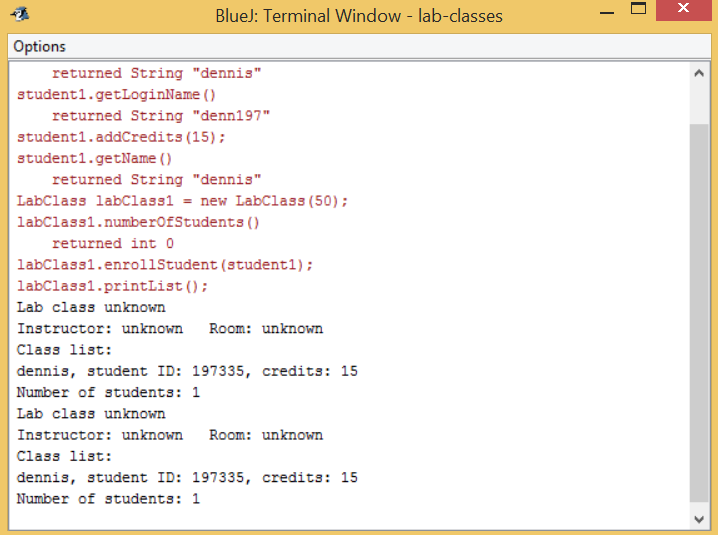 BlueJ: Terminal Window - lab-classes
Options
    returned String "dennis"
student1.getLoginName()
    returned String "denn197"
student1.addCredits(15);
student1.getName()
    returned String "dennis"
LabClass labClass1 = new LabClass(50);
labClass1.numberOfStudents()
    returned int 0
labClass1.enrollStudent(student1);
labClass1.printList();
Lab class unknown
Instructor: unknown   Room: unknown
Class list:
dennis, student ID: 197335, credits: 15
Number of students: 1
Lab class unknown
Instructor: unknown   Room: unknown
Class list:
dennis, student ID: 197335, credits: 15
Number of students: 1